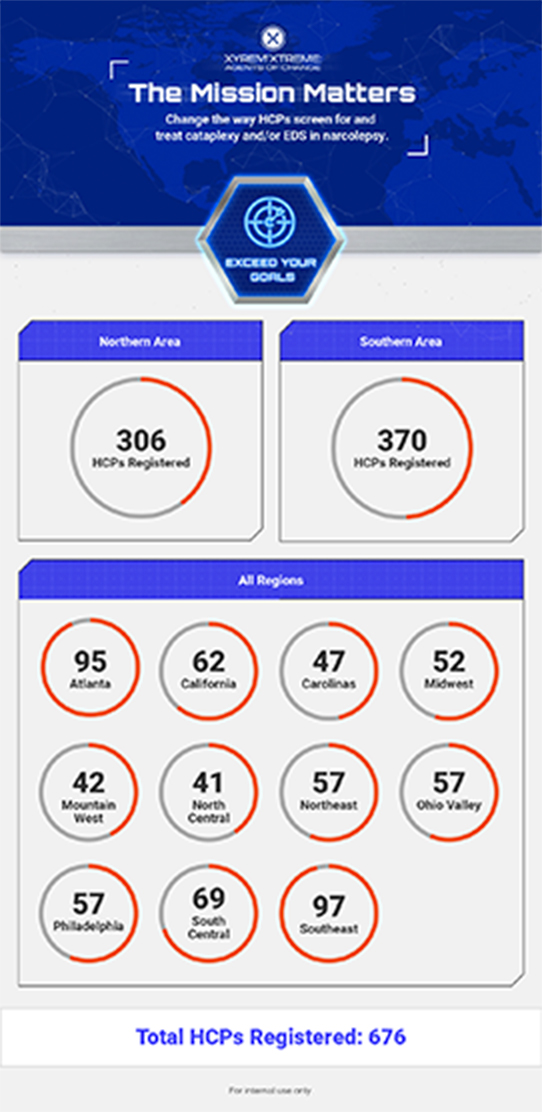 XYREM XTREME
AGENTS OF CHANGE
The Mission Matters
Change the way HCPs screen for and
treat cataplexy and/or EDS in narcolepsy.
EXCEED YOUR
GOALS
Northern Area
306
HCPs Registered
Southern Area
370
HCPs Registered
All Regions
95
Atlanta
62
California
47
Carolinas
52
Midwest
42
Mountain
West
41
North
Central
57
Northeast
57
Ohio Valley
57
Philadelphia
69
South
Central
97
Southeast
Total HCPs Registered: 676
For internal use only